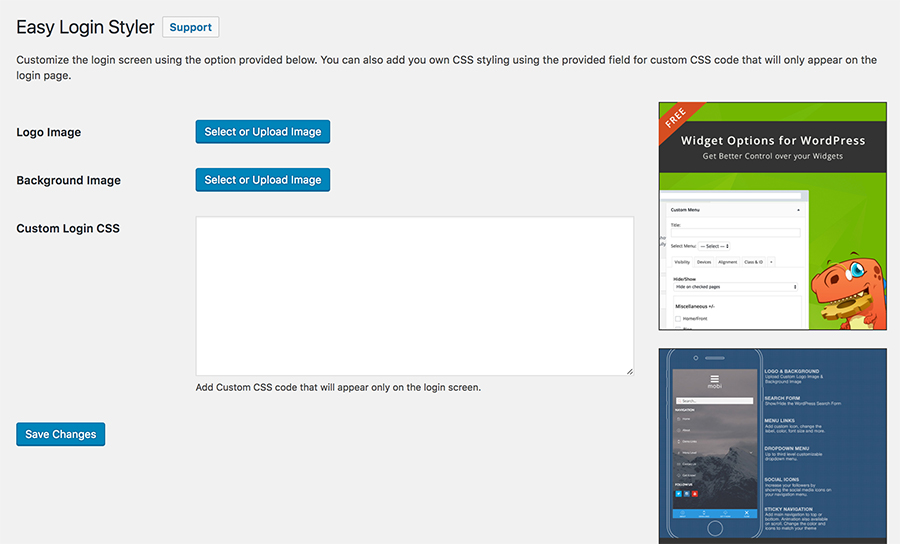 Easy Login Styler
Support
Customize the login screen using the option provided below. You can also add you own CSS styling using the provided field for custom CSS code that will only appear on the
login page.
Logo Image
Select or Upload Image
Background Image
Select or Upload Image
Custom Login CSS
Add Custom CSS code that will appear only on the login screen.
Save Changes
FREE
Widget Options for WordPress
Get Better Control over your Widgets
Custom Menu
Title:
Select Menu:
— Select —
Visibility
Devices
Alignment
Class & ID
Hide/Show
Hide on checked pages
Miscellaneous +/-
Home/Front
mobi
Search...
NAVIGATION
FOLLOW US
LOGO & BACKGROUND
Upload Custom Logo Image &
Background Image
SEARCH FORM
Show/Hide the WordPress Search Form
MENU LINKS
Add custom icon, change the
label, color, font size and more.
DROPDOWN MENU
Up to third level customizable
dropdown menu.
SOCIAL ICONS
Increase your followers by
showing the social media icons on
your navigation menu.
STICKY NAVIGATION
Add main navigation to top or
bottom. Animation also available
on scroll. Change the color and
icons to match your theme